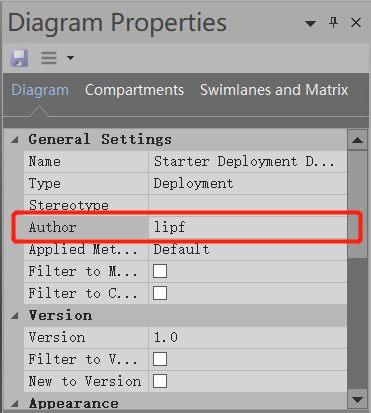 Diagram Properties
Diagram Compartments Swimlanes and Matrix
General Settings
Name Starter Deployment D...
Type Deployment
Stereotype
Author lipf
Applied Met... Default
Filter to M...
Filter to C...
Version
Version 1.0
Filter to V...
New to Version
Appearance